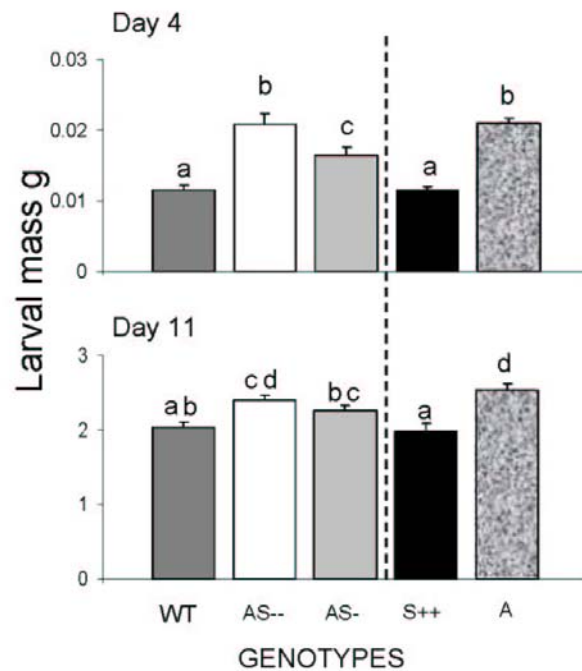 Day 4
Larval mass g
0.03
0.02
0.01
0
a
b
c
a
b
Day 11
3
2
1
0
a b
c d
b c
a
d
WT AS-- AS- S++ A
GENOTYPES